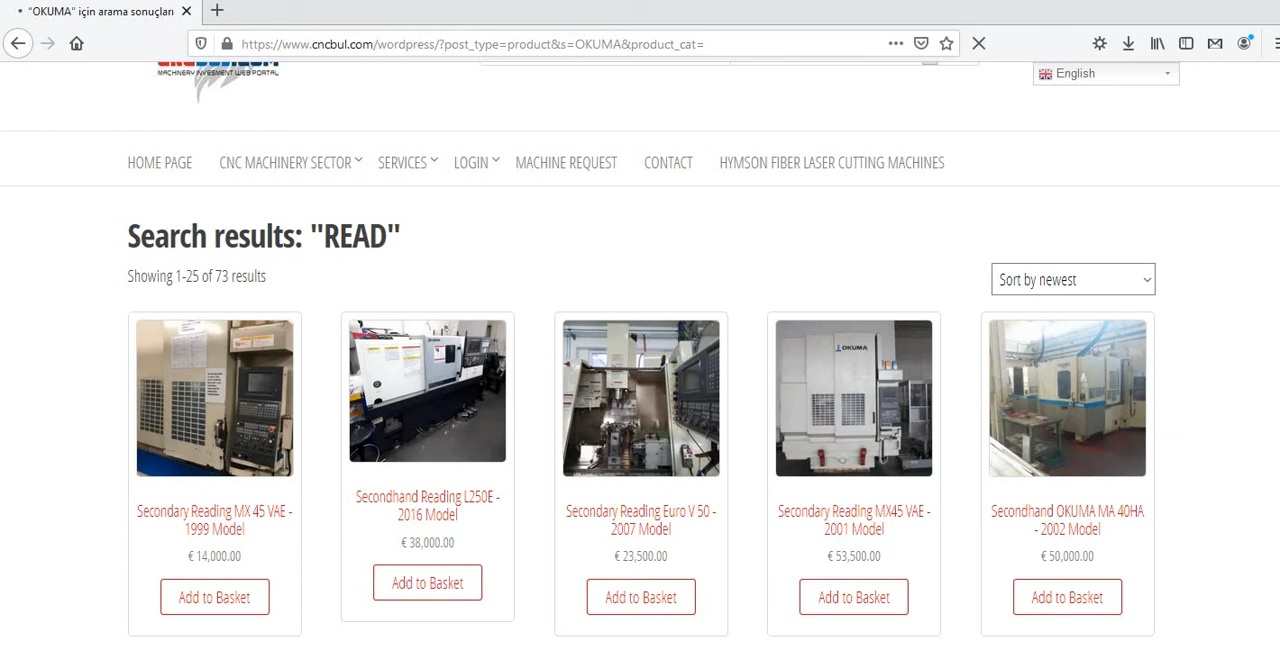 "OKUMA" için arama sonuçları
https://www.cncbul.com/wordpress/?post_type=product&s=OKUMA&product_cat=
MACHINERY INVESMENT WEB PORTAL
English
HOME PAGE
CNC MACHINERY SECTOR
SERVICES
LOGIN
MACHINE REQUEST
CONTACT
HYMSON FIBER LASER CUTTING MACHINES
Search results: "READ"
Showing 1-25 of 73 results
Sort by newest
OKUMA
Secondary Reading MX 45 VAE -
1999 Model
€ 14,000.00
Add to Basket
Secondhand Reading L250E -
2016 Model
€ 38,000.00
Add to Basket
Secondary Reading Euro V 50 -
2007 Model
€ 23,500.00
Add to Basket
Secondary Reading MX45 VAE -
2001 Model
€ 53,500.00
Add to Basket
Secondhand OKUMA MA 40HA
- 2002 Model
€ 50,000.00
Add to Basket